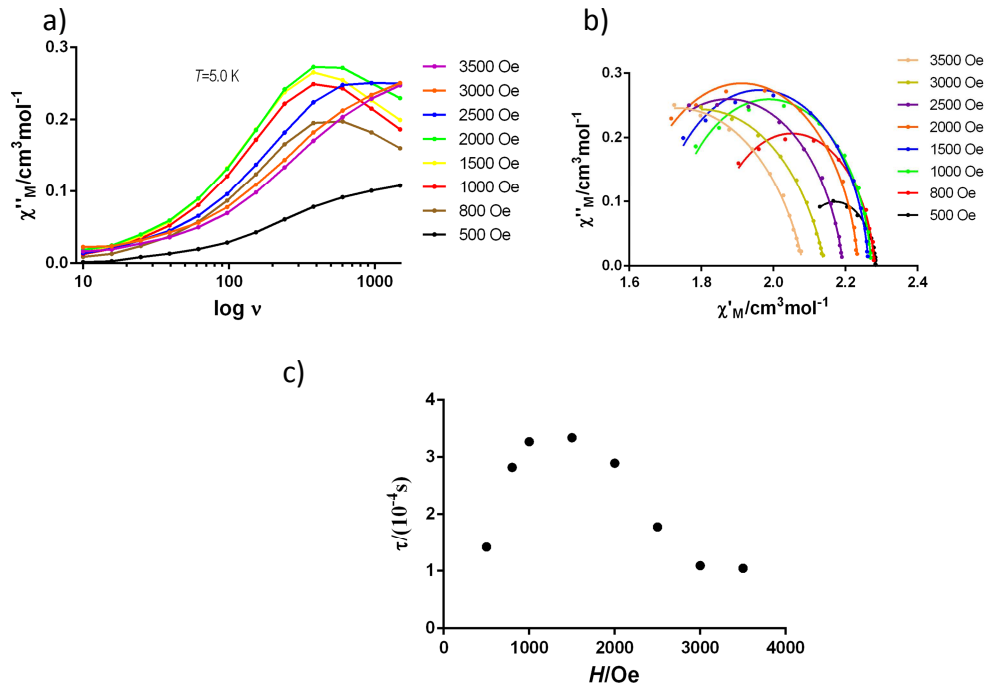 a)
0.3
0.2
0.1
0.0
χ''M/cm³mol⁻¹
T=5.0 K
10
100
1000
log ν
3500 Oe
3000 Oe
2500 Oe
2000 Oe
1500 Oe
1000 Oe
800 Oe
500 Oe
b)
0.3
0.2
0.1
0.0
χ''M/cm³mol⁻¹
1.6
1.8
2.0
2.2
2.4
χ'M/cm³mol⁻¹
3500 Oe
3000 Oe
2500 Oe
2000 Oe
1500 Oe
1000 Oe
800 Oe
500 Oe
c)
4
3
2
1
0
τ/(10⁻⁴s)
0
1000
2000
3000
4000
H/Oe